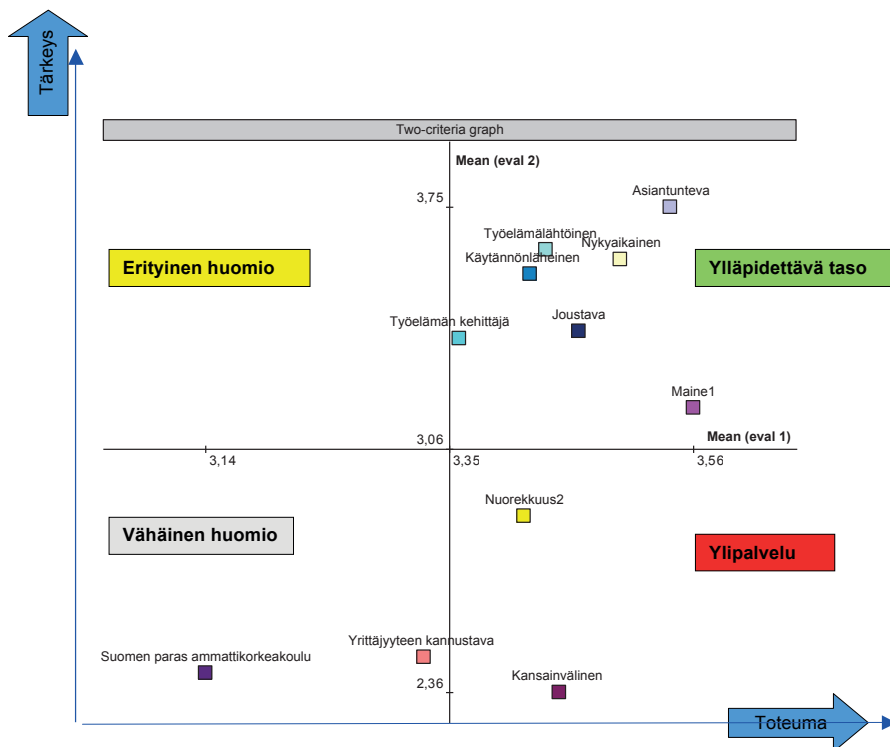 Tärkeys
Two-criteria graph
Mean (eval 2)
Asiantunteva
3,75
Työelämälähtöinen
Nykyaikainen
Käytännönläheinen
Erityinen huomio
Ylläpidettävä taso
Työelämän kehittäjä
Joustava
Maine1
Mean (eval 1)
3,06
3,14
3,35
3,56
Nuorekkuus2
Vähäinen huomio
Ylipalvelu
Yrittäjyyteen kannustava
Suomen paras ammattikorkeakoulu
Kansainvälinen
2,36
Toteuma